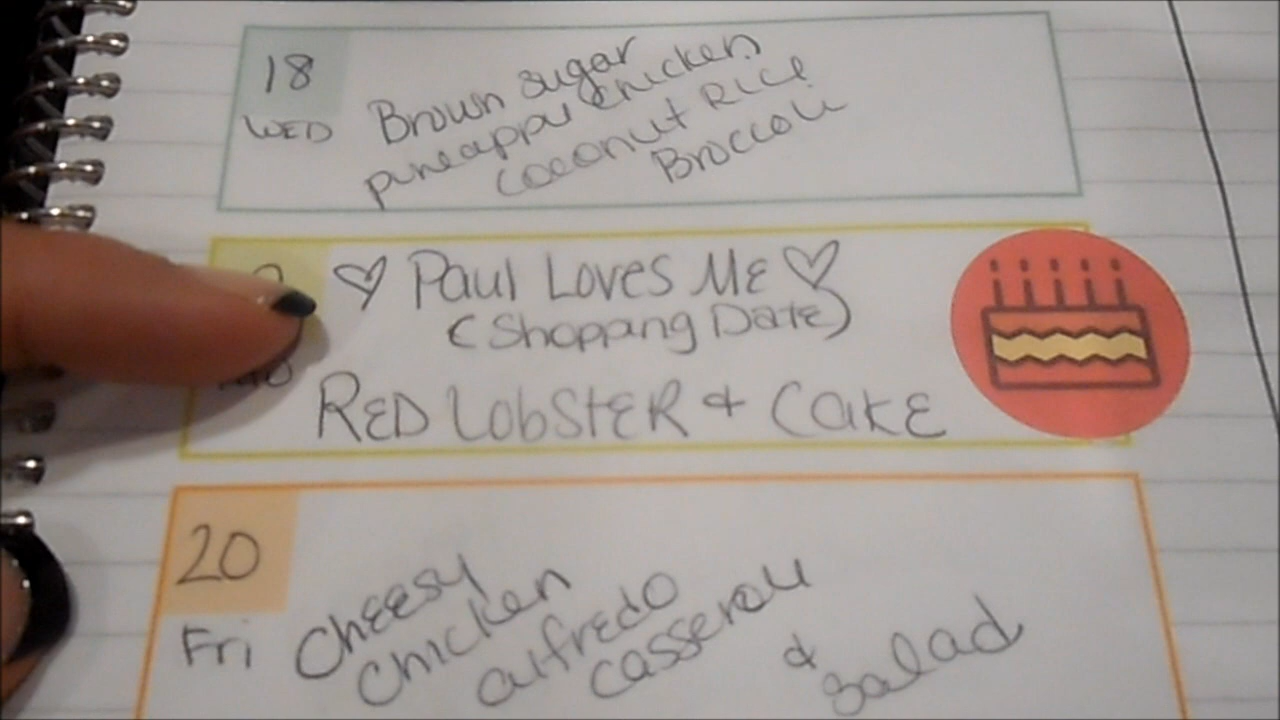 18
WED
Brown sugar
pineapple chicken
coconut Rice
Broccoli
♡ Paul Loves Me ♡
(Shopping Date)
RED LobstER + CakE
20
Fri
Cheesy
chicken
alfredo
casserole
&
salad